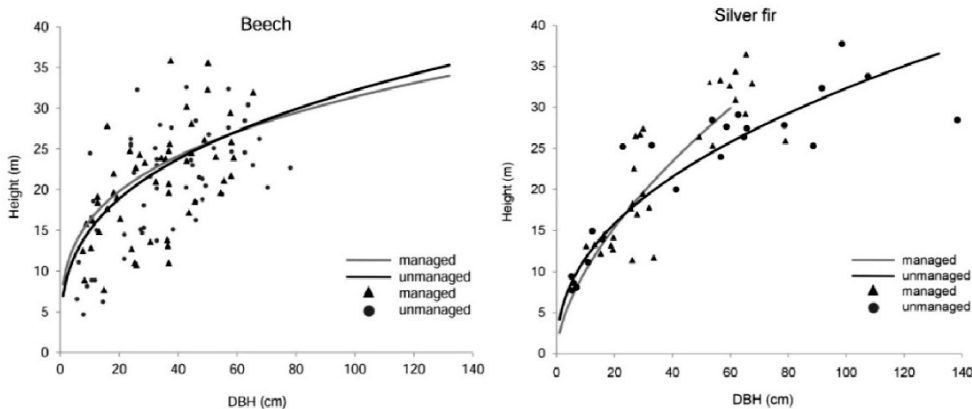 Beech
40
35
30
25
20
15
10
5
0
Height (m)
managed
unmanaged
managed
unmanaged
0 20 40 60 80 100 120 140
DBH (cm)
Silver fir
40
35
30
25
20
15
10
5
0
Height (m)
managed
unmanaged
managed
unmanaged
0 20 40 60 80 100 120 140
DBH (cm)